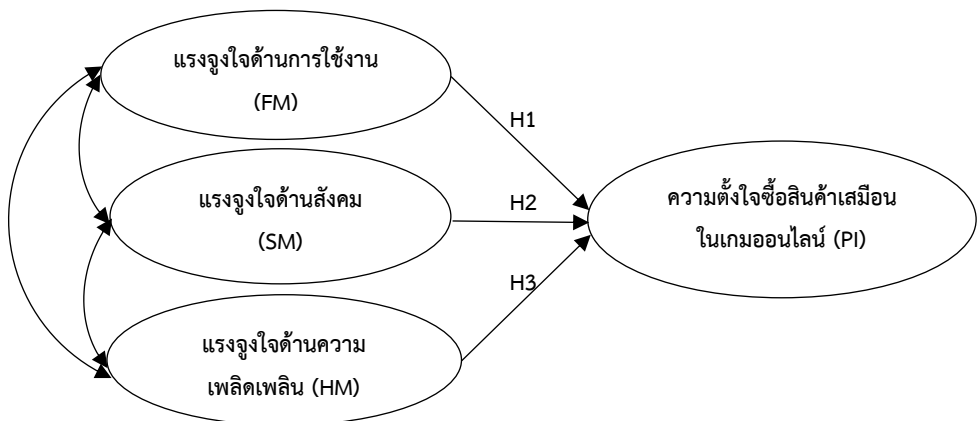 แรงจูงใจด้านการใช้งาน
(FM)
H1
แรงจูงใจด้านสังคม
(SM)
H2
ความตั้งใจซื้อสินค้าเสมือน
ในเกมออนไลน์ (PI)
H3
แรงจูงใจด้านความ
เพลิดเพลิน (HM)